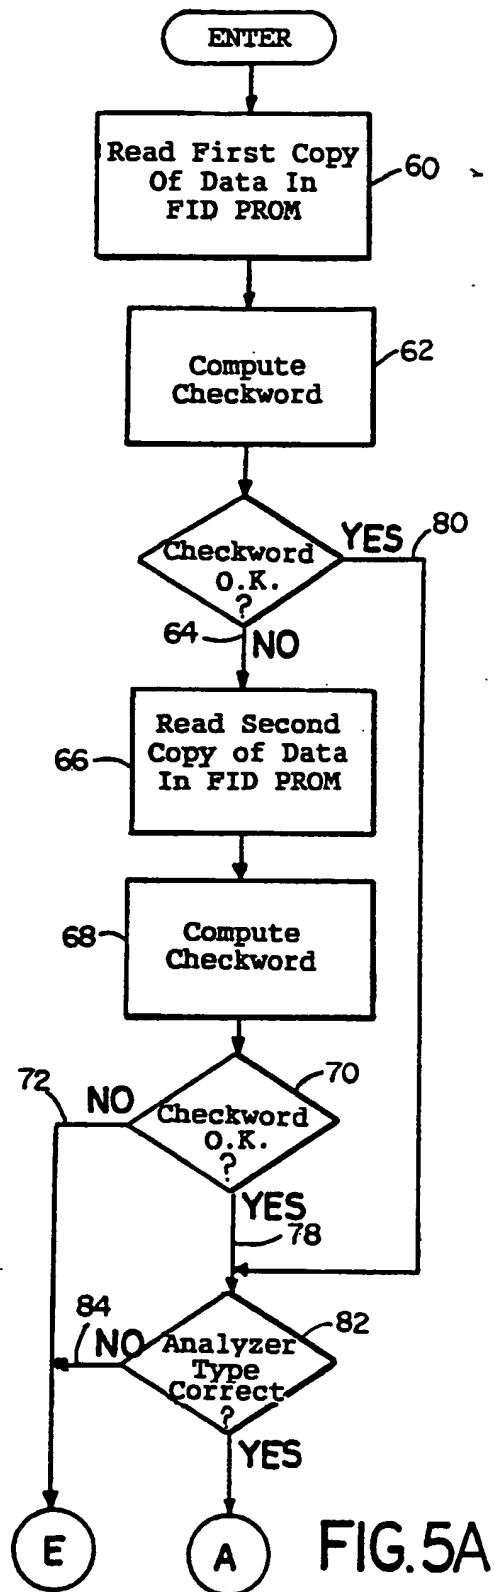 ENTER
Read First Copy
Of Data In
FID PROM
60
Compute
Checkword
62
Checkword
O.K.
?
YES
80
64
NO
Read Second
Copy of Data
In FID PROM
66
Compute
Checkword
68
Checkword
O.K.
?
70
72
NO
YES
78
Analyzer
Type
Correct
?
82
84
NO
YES
E
A
FIG.5A